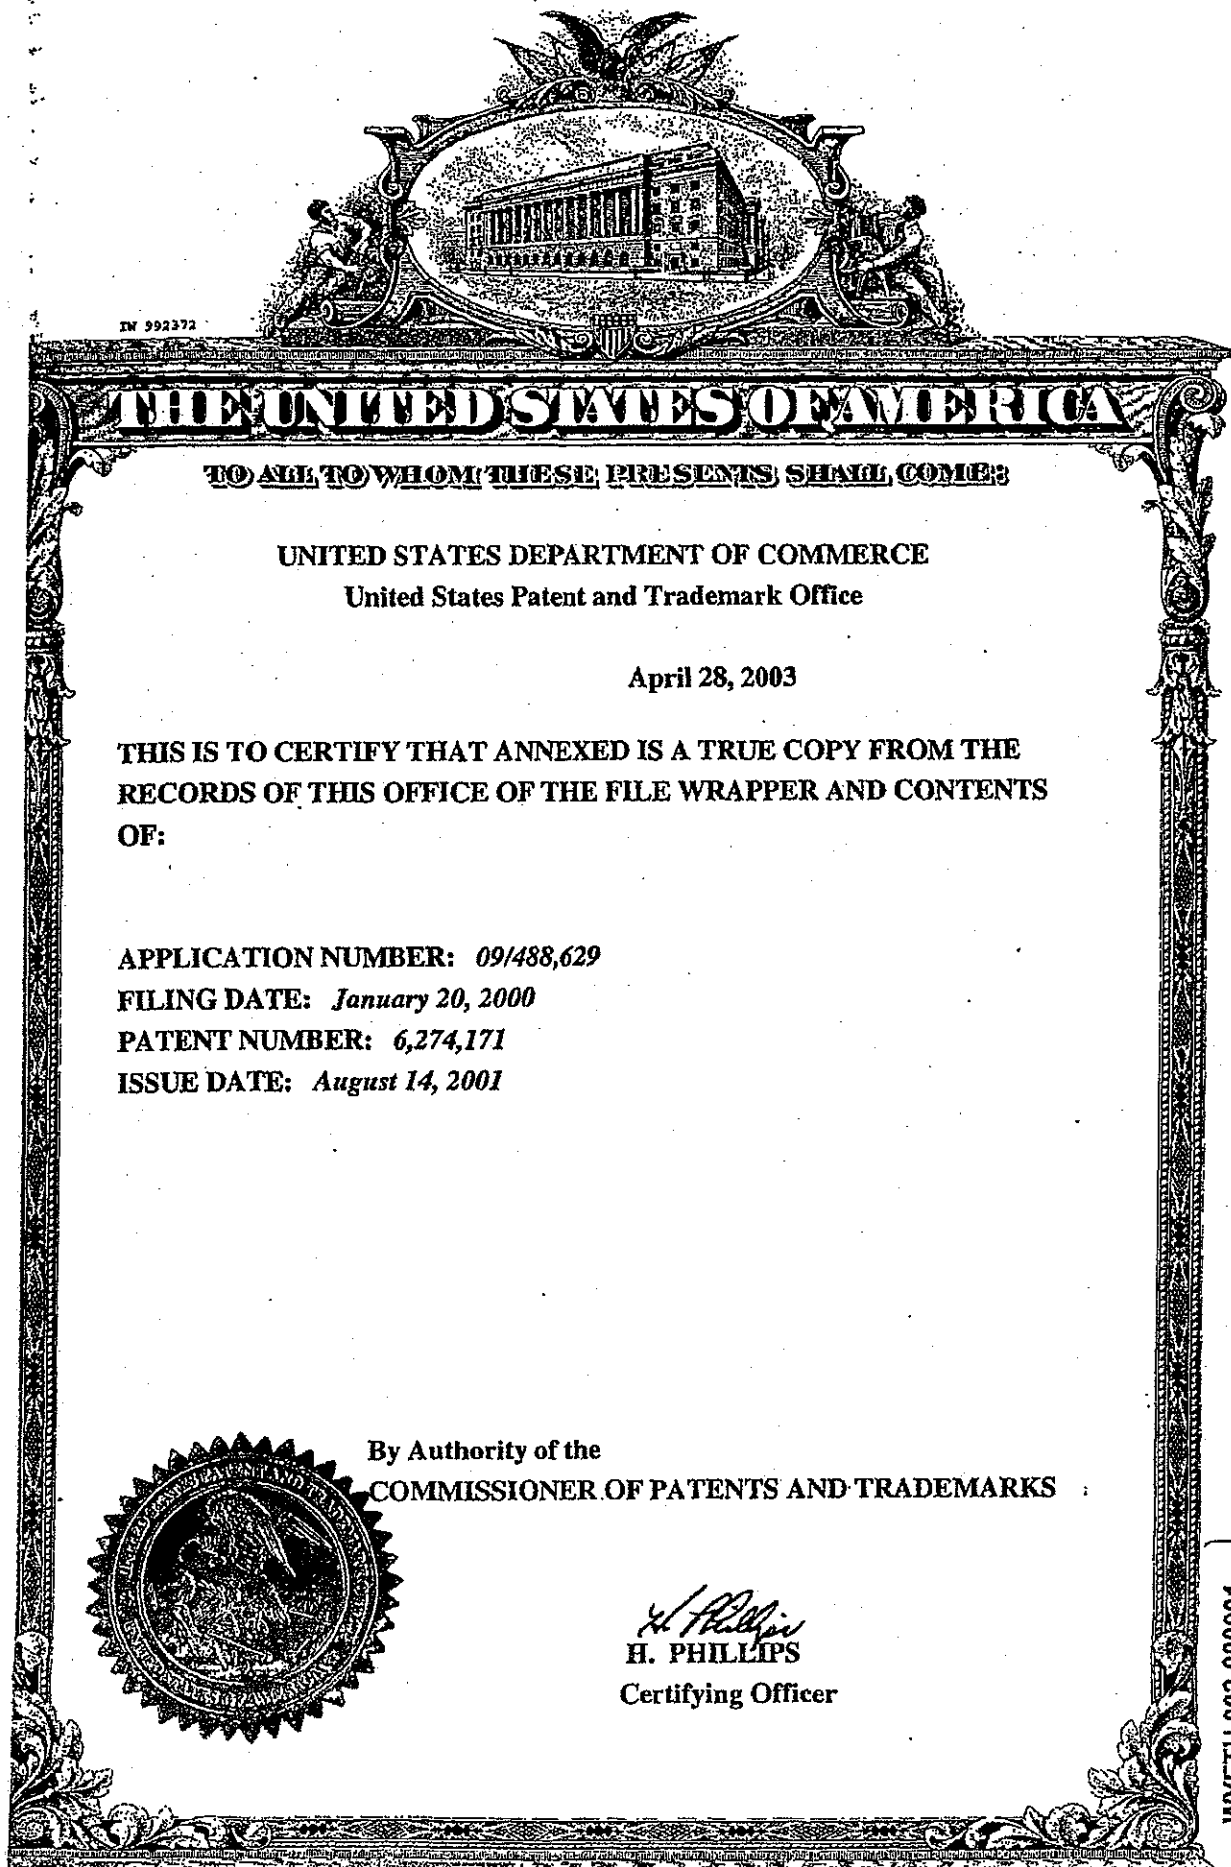 IW 992372
THE UNITED STATES OF AMERICA
TO ALL TO WHOM THESE PRESENTS SHALL COME:
UNITED STATES DEPARTMENT OF COMMERCE
United States Patent and Trademark Office
April 28, 2003
THIS IS TO CERTIFY THAT ANNEXED IS A TRUE COPY FROM THE
RECORDS OF THIS OFFICE OF THE FILE WRAPPER AND CONTENTS
OF:
APPLICATION NUMBER: 09/488,629
FILING DATE: January 20, 2000
PATENT NUMBER: 6,274,171
ISSUE DATE: August 14, 2001
By Authority of the
COMMISSIONER OF PATENTS AND TRADEMARKS
H. PHILLIPS
Certifying Officer